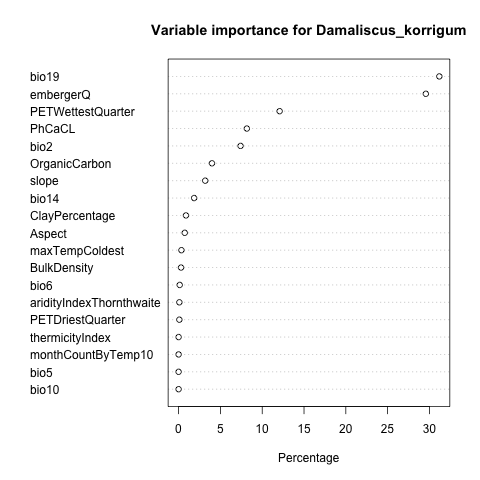 Variable importance for Damaliscus_korrigum
bio19
embergerQ
PETWettestQuarter
PhCaCL
bio2
OrganicCarbon
slope
bio14
ClayPercentage
Aspect
maxTempColdest
BulkDensity
bio6
aridityIndexThornthwaite
PETDriestQuarter
thermicityIndex
monthCountByTemp10
bio5
bio10
0 5 10 15 20 25 30
Percentage